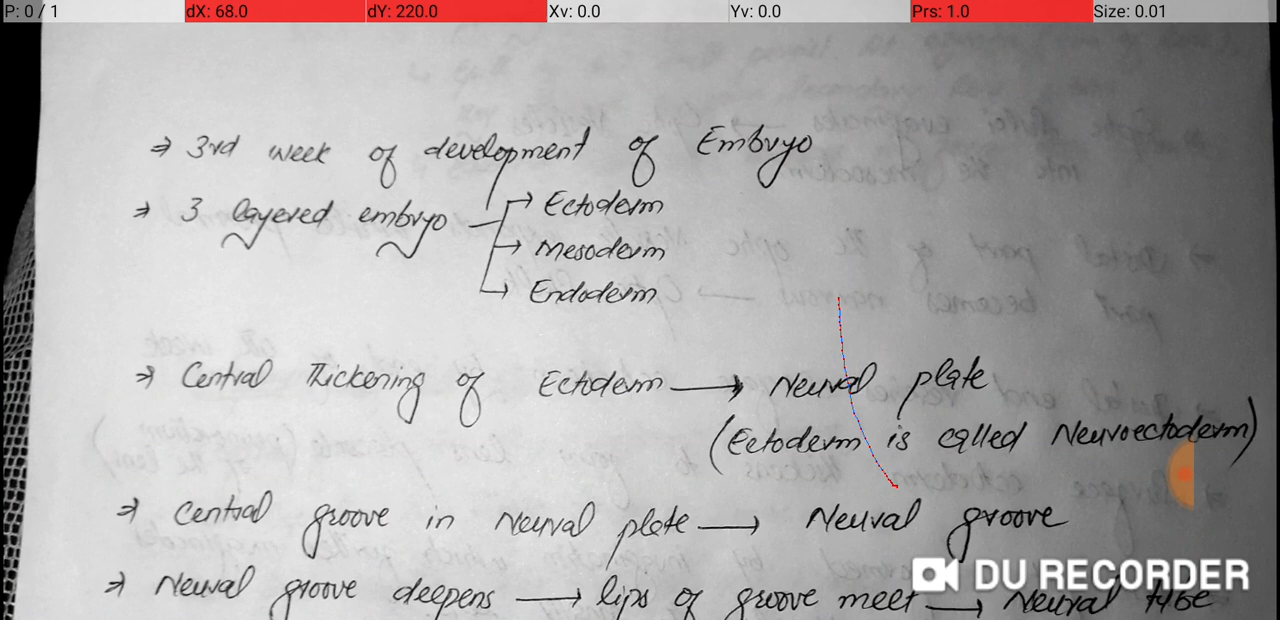 P: 0 / 1 dX: 68.0 dY: 220.0 Xv: 0.0 Yv: 0.0 Prs: 1.0 Size: 0.01
⇒ 3rd week of development of Embryo
⇒ 3 layered embryo → Ectoderm
→ Mesoderm
→ Endoderm
⇒ Central Thickening of Ectoderm → Neural plate
(Ectoderm is called Neuroectoderm)
⇒ Central groove in Neural plate → Neural groove
⇒ Neural groove deepens → lips of groove meet → Neural tube
DU RECORDER